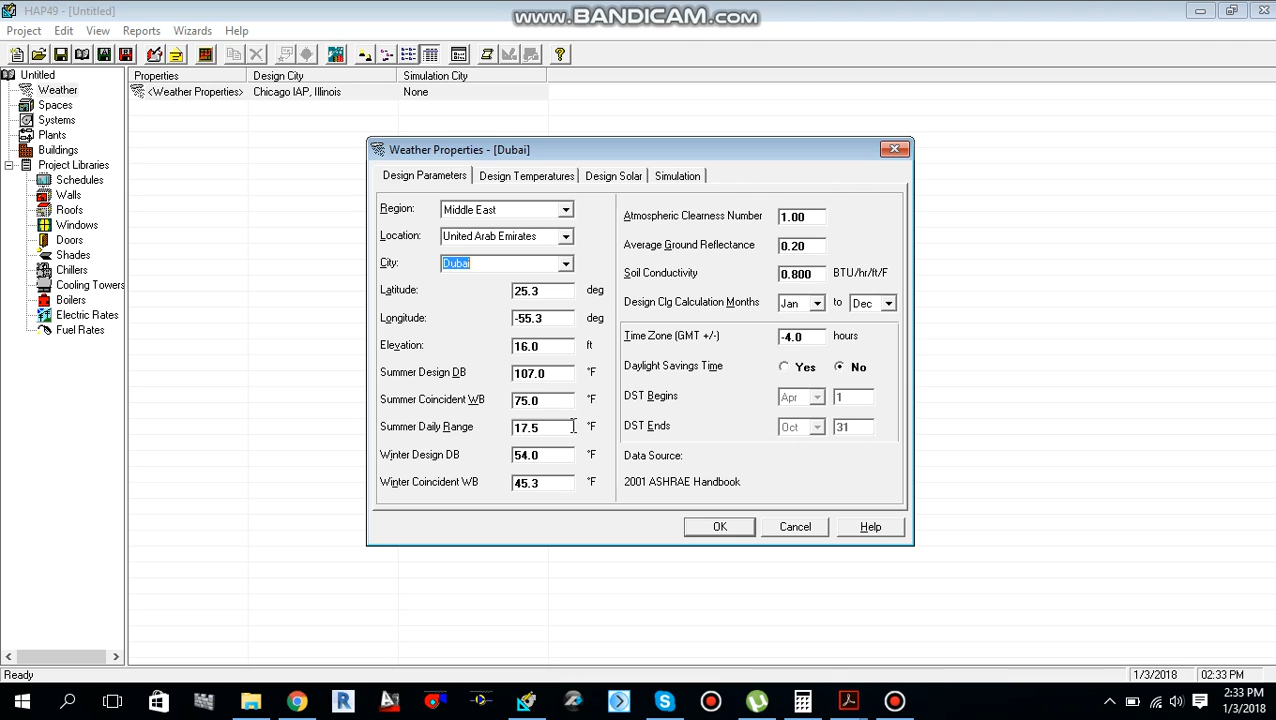 HAP49 - [Untitled]
www.BANDICAM.com
Project Edit View Reports Wizards Help
Untitled
Weather
Spaces
Systems
Plants
Buildings
Project Libraries
Schedules
Walls
Roofs
Windows
Doors
Shades
Chillers
Cooling Towers
Boilers
Electric Rates
Fuel Rates
Properties Design City Simulation City
<Weather Properties> Chicago IAP, Illinois None
Weather Properties - [Dubai]
Design Parameters Design Temperatures Design Solar Simulation
Region: Middle East
Location: United Arab Emirates
City: Dubai
Latitude: 25.3 deg
Longitude: -55.3 deg
Elevation: 16.0 ft
Summer Design DB 107.0 °F
Summer Coincident WB 75.0 °F
Summer Daily Range 17.5 °F
Winter Design DB 54.0 °F
Winter Coincident WB 45.3 °F
Atmospheric Clearness Number 1.00
Average Ground Reflectance 0.20
Soil Conductivity 0.800 BTU/hr/ft/F
Design Clg Calculation Months Jan to Dec
Time Zone (GMT +/-) -4.0 hours
Daylight Savings Time Yes No
DST Begins Apr 1
DST Ends Oct 31
Data Source:
2001 ASHRAE Handbook
OK Cancel Help
Ready 1/3/2018 02:33 PM
2:33 PM
1/3/2018